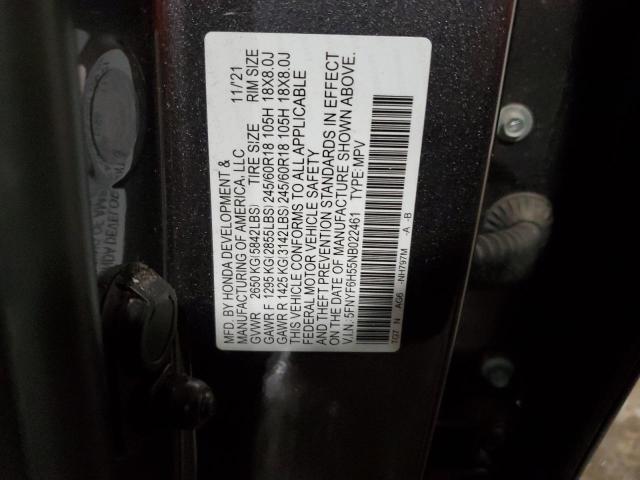 MFD. BY HONDA DEVELOPMENT & 11/'21
MANUFACTURING OF AMERICA, LLC
GVWR 2650 KG(5842LBS) TIRE SIZE RIM SIZE
GAWR F 1295 KG(2855LBS) 245/60R18 105H 18X8.0J
GAWR R 1425 KG(3142LBS) 245/60R18 105H 18X8.0J
THIS VEHICLE CONFORMS TO ALL APPLICABLE
FEDERAL MOTOR VEHICLE SAFETY
AND THEFT PREVENTION STANDARDS IN EFFECT
ON THE DATE OF MANUFACTURE SHOWN ABOVE.
V.I.N. 5FNYF6H55NB022461 TYPE:MPV
TG7 N AG6 -NH797M -A -B